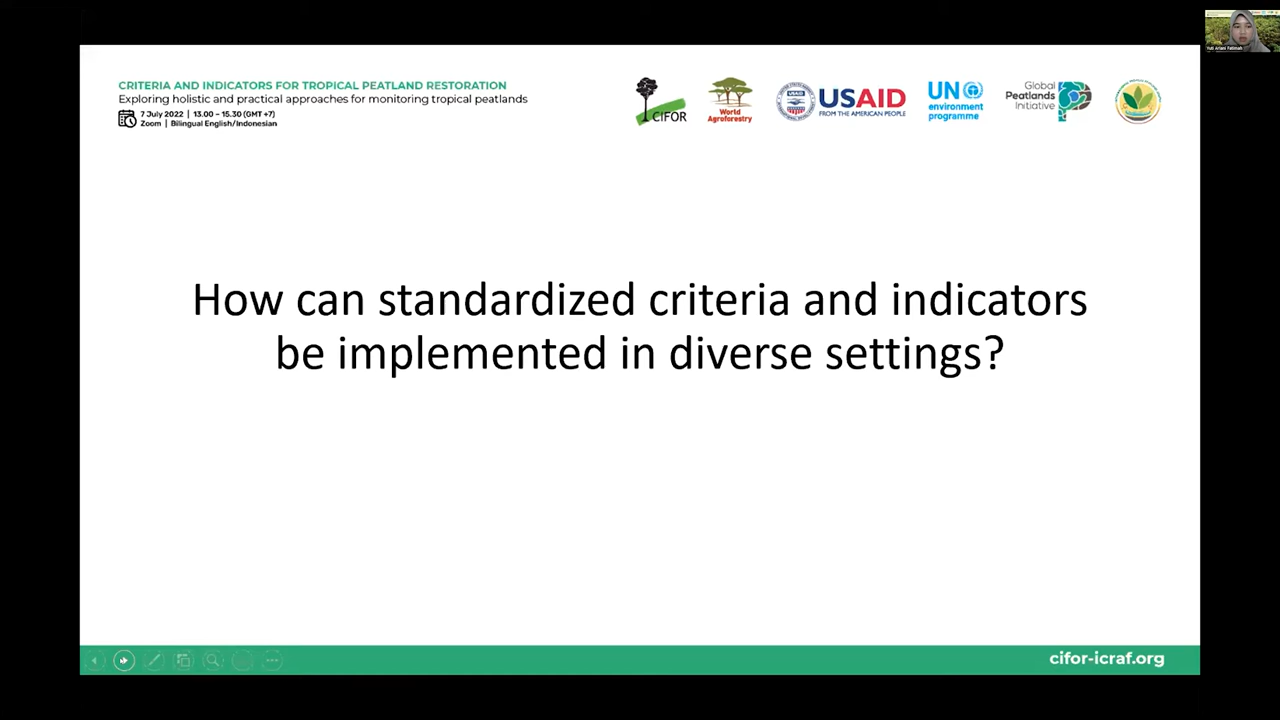 CRITERIA AND INDICATORS FOR TROPICAL PEATLAND RESTORATION
Exploring holistic and practical approaches for monitoring tropical peatlands
7 July 2022 | 13.00 – 15.30 (GMT +7)
Zoom | Bilingual English/Indonesian
CIFOR
World
Agroforestry
USAID
FROM THE AMERICAN PEOPLE
UN
environment
programme
Global
Peatlands
Initiative
How can standardized criteria and indicators
be implemented in diverse settings?
cifor-icraf.org